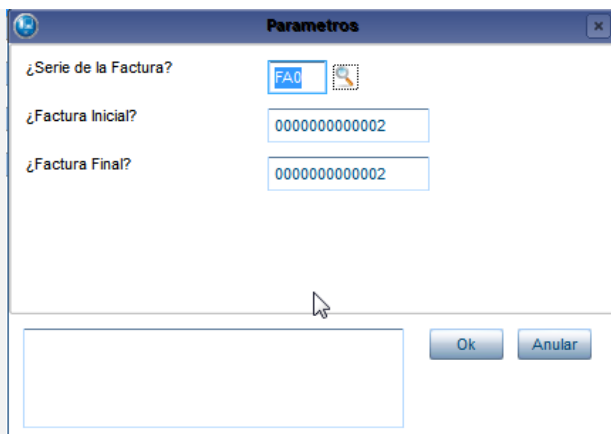 Parametros
¿Serie de la Factura? FA0
¿Factura Inicial? 0000000000002
¿Factura Final? 0000000000002
Ok Anular